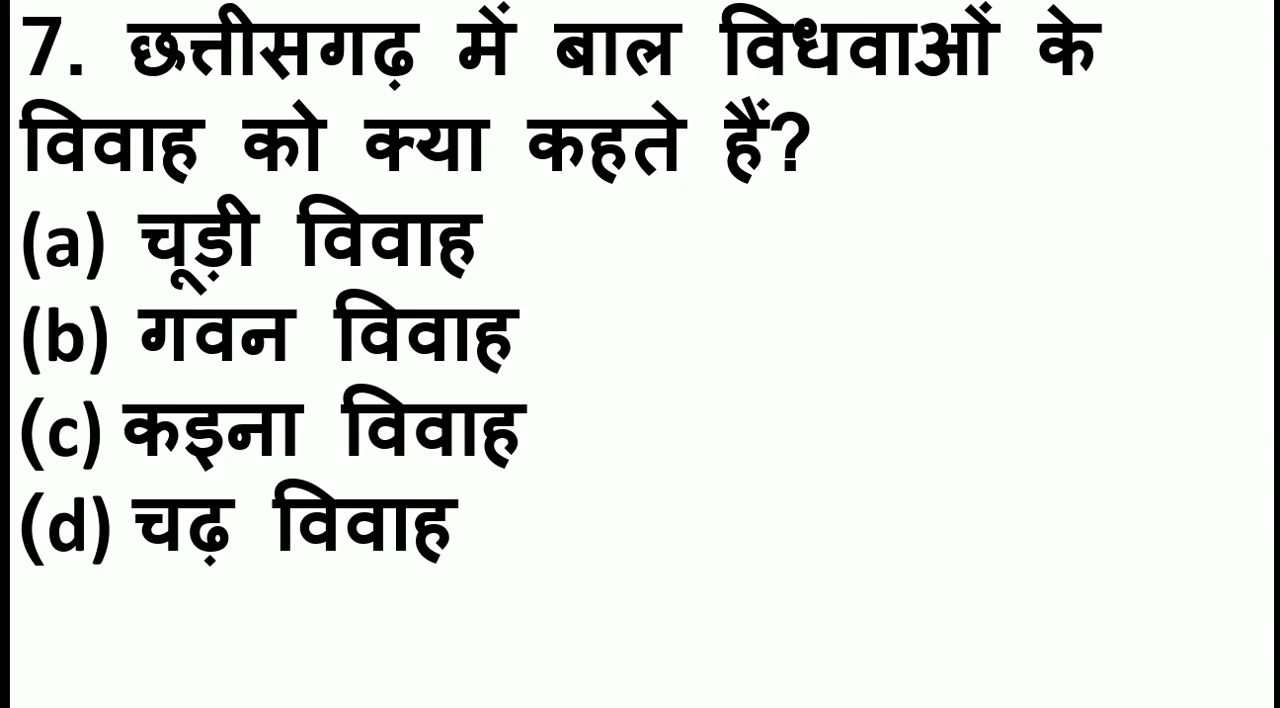 7. छत्तीसगढ़ में बाल विधवाओं के
विवाह को क्या कहते हैं?
(a) चूड़ी विवाह
(b) गवन विवाह
(c) कइना विवाह
(d) चढ़ विवाह